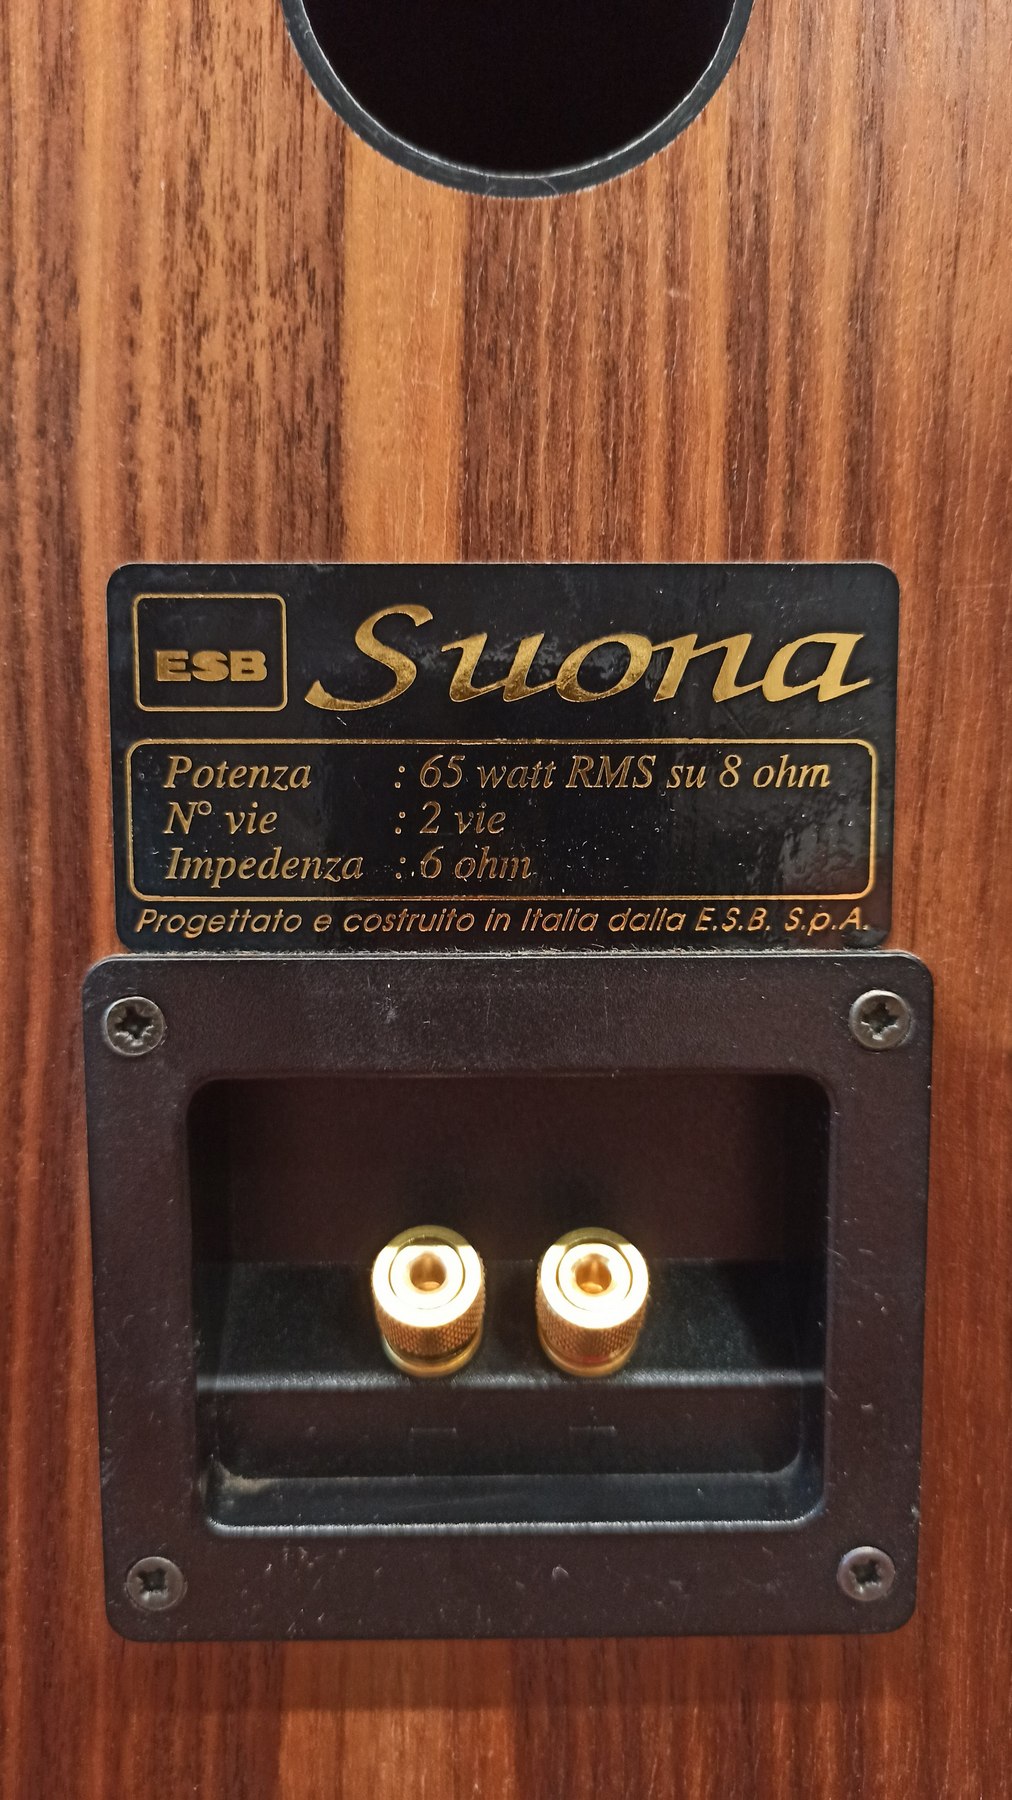 ESB Suona
Potenza : 65 watt RMS su 8 ohm
N° vie : 2 vie
Impedenza : 6 ohm
Progettato e costruito in Italia dalla E.S.B. S.p.A.